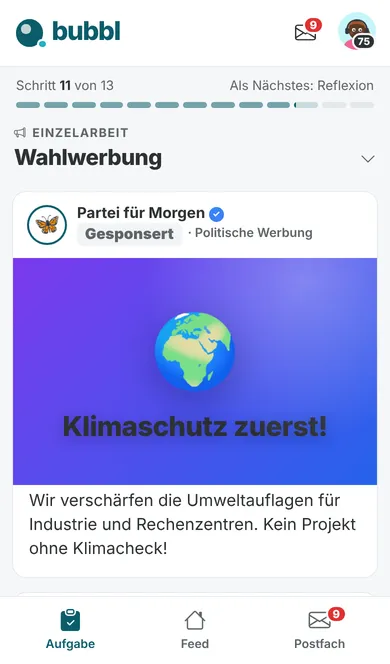 bubbl
9
75
Schritt 11 von 13
Als Nächstes: Reflexion
EINZELARBEIT
Wahlwerbung
Partei für Morgen
Gesponsert · Politische Werbung
Klimaschutz zuerst!
Wir verschärfen die Umweltauflagen für
Industrie und Rechenzentren. Kein Projekt
ohne Klimacheck!
9
Aufgabe
Feed
Postfach